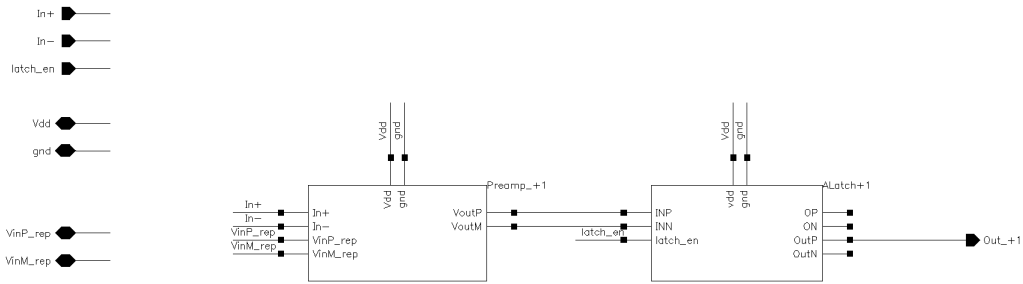 In+
In−
latch_en
Vdd
gnd
VinP_rep
VinM_rep
Vdd
gnd
Preamp_+1
Vdd
gnd
In+
In−
VinP_rep
VinM_rep
In+
In−
VinP_rep
VinM_rep
VoutP
VoutM
Vdd
gnd
ALatch+1
Vdd
gnd
latch_en
INP
INN
latch_en
OP
ON
OutP
OutN
Out_+1